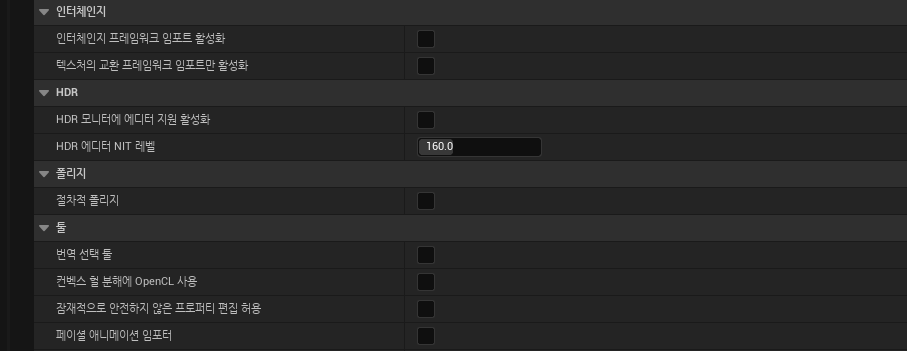 인터체인지
인터체인지 프레임워크 임포트 활성화
텍스처의 교환 프레임워크 임포트만 활성화
HDR
HDR 모니터에 에디터 지원 활성화
HDR 에디터 NIT 레벨 160.0
폴리지
절차적 폴리지
툴
번역 선택 툴
컨벡스 헐 분해에 OpenCL 사용
잠재적으로 안전하지 않은 프로퍼티 편집 허용
페이셜 애니메이션 임포터